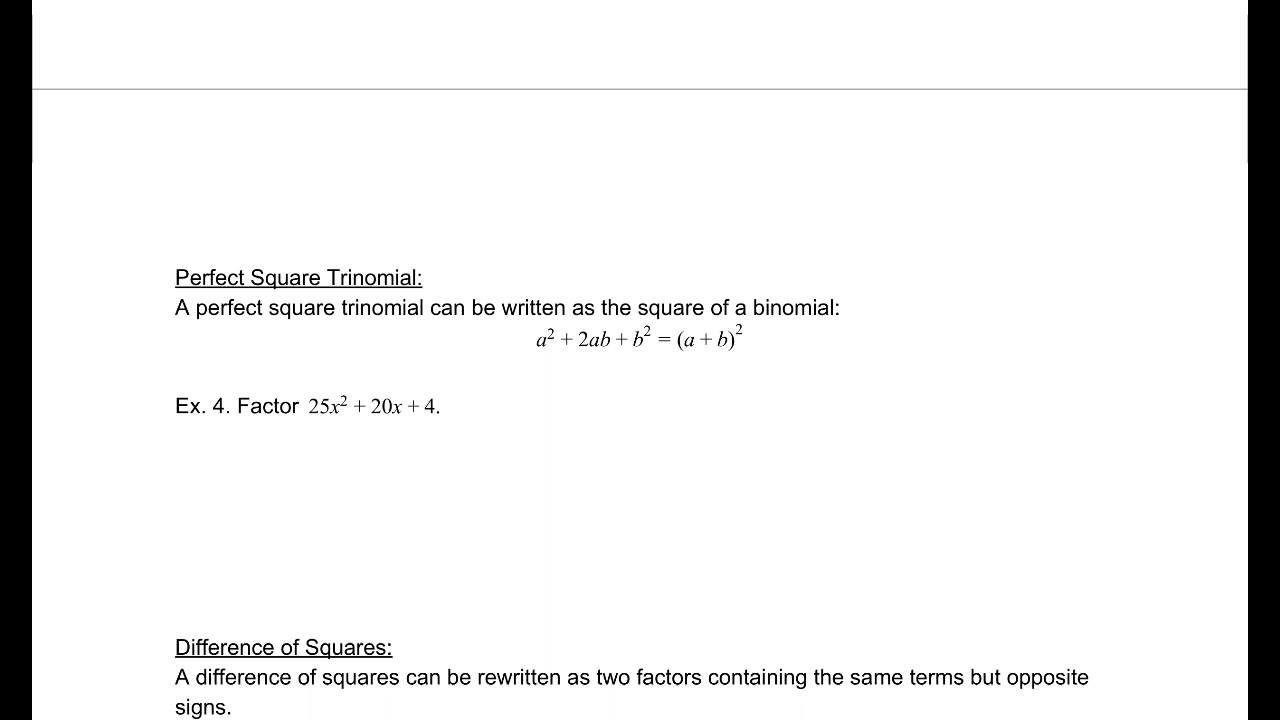 Perfect Square Trinomial:
A perfect square trinomial can be written as the square of a binomial:
a² + 2ab + b² = (a + b)²
Ex. 4. Factor 25x² + 20x + 4.
Difference of Squares:
A difference of squares can be rewritten as two factors containing the same terms but opposite
signs.